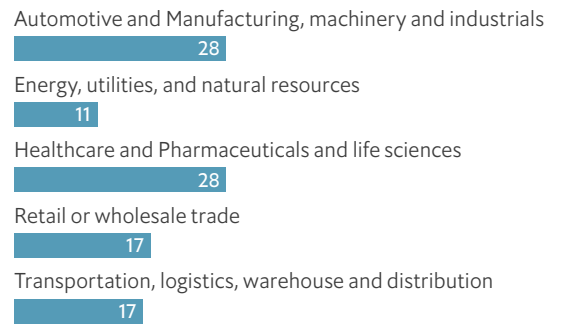 Automotive and Manufacturing, machinery and industrials
28
Energy, utilities, and natural resources
11
Healthcare and Pharmaceuticals and life sciences
28
Retail or wholesale trade
17
Transportation, logistics, warehouse and distribution
17